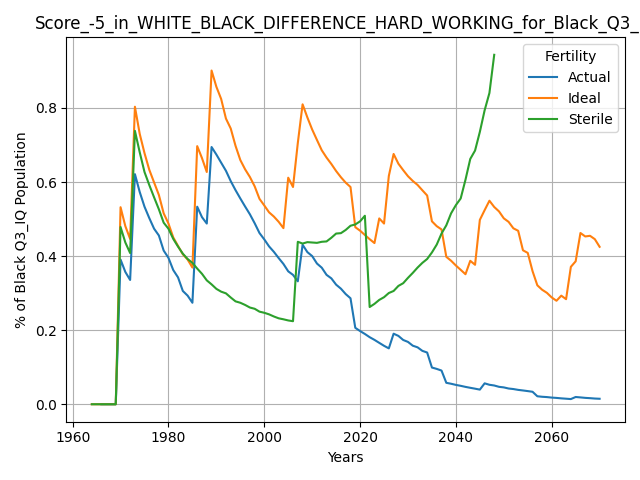 Score_-5_in_WHITE_BLACK_DIFFERENCE_HARD_WORKING_for_Black_Q3_
Fertility
Actual
Ideal
Sterile
% of Black Q3_IQ Population
0.8
0.6
0.4
0.2
0.0
1960 1980 2000 2020 2040 2060
Years